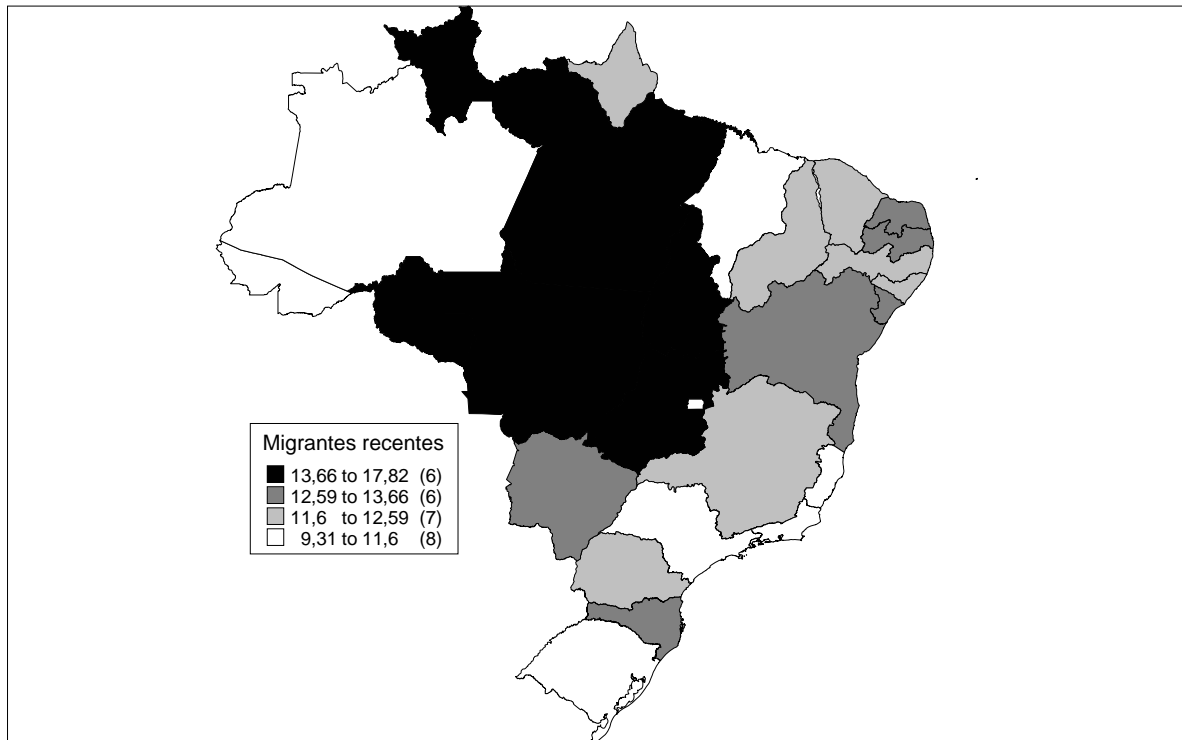 Migrantes recentes
13,66 to 17,82 (6)
12,59 to 13,66 (6)
11,6 to 12,59 (7)
9,31 to 11,6 (8)